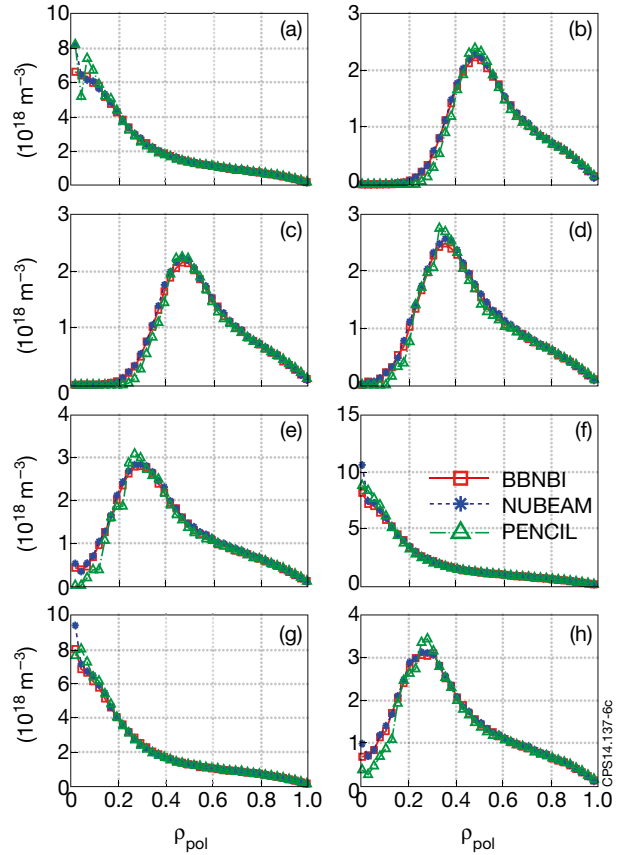 (a)
10
8
6
4
2
0
(10¹⁸ m⁻³)
(b)
3
2
1
0
(c)
3
2
1
0
(10¹⁸ m⁻³)
(d)
3
2
1
0
(e)
4
3
2
1
0
(10¹⁸ m⁻³)
(f)
15
10
5
0
BBNBI
NUBEAM
PENCIL
(g)
10
8
6
4
2
0
(10¹⁸ m⁻³)
0 0.2 0.4 0.6 0.8 1.0
ρpol
(h)
4
3
2
1
0
0.0 0.2 0.4 0.6 0.8 1.0
ρpol
CPS14.137-6c